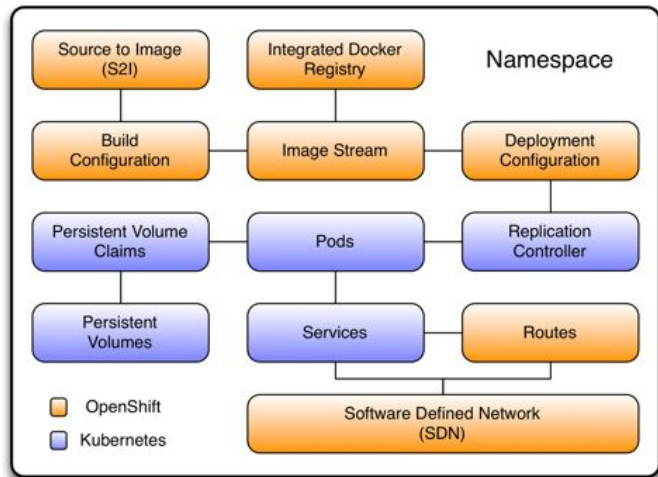 Source to Image
(S2I)
Integrated Docker
Registry
Namespace
Build
Configuration
Image Stream
Deployment
Configuration
Persistent Volume
Claims
Pods
Replication
Controller
Persistent
Volumes
Services
Routes
OpenShift
Kubernetes
Software Defined Network
(SDN)